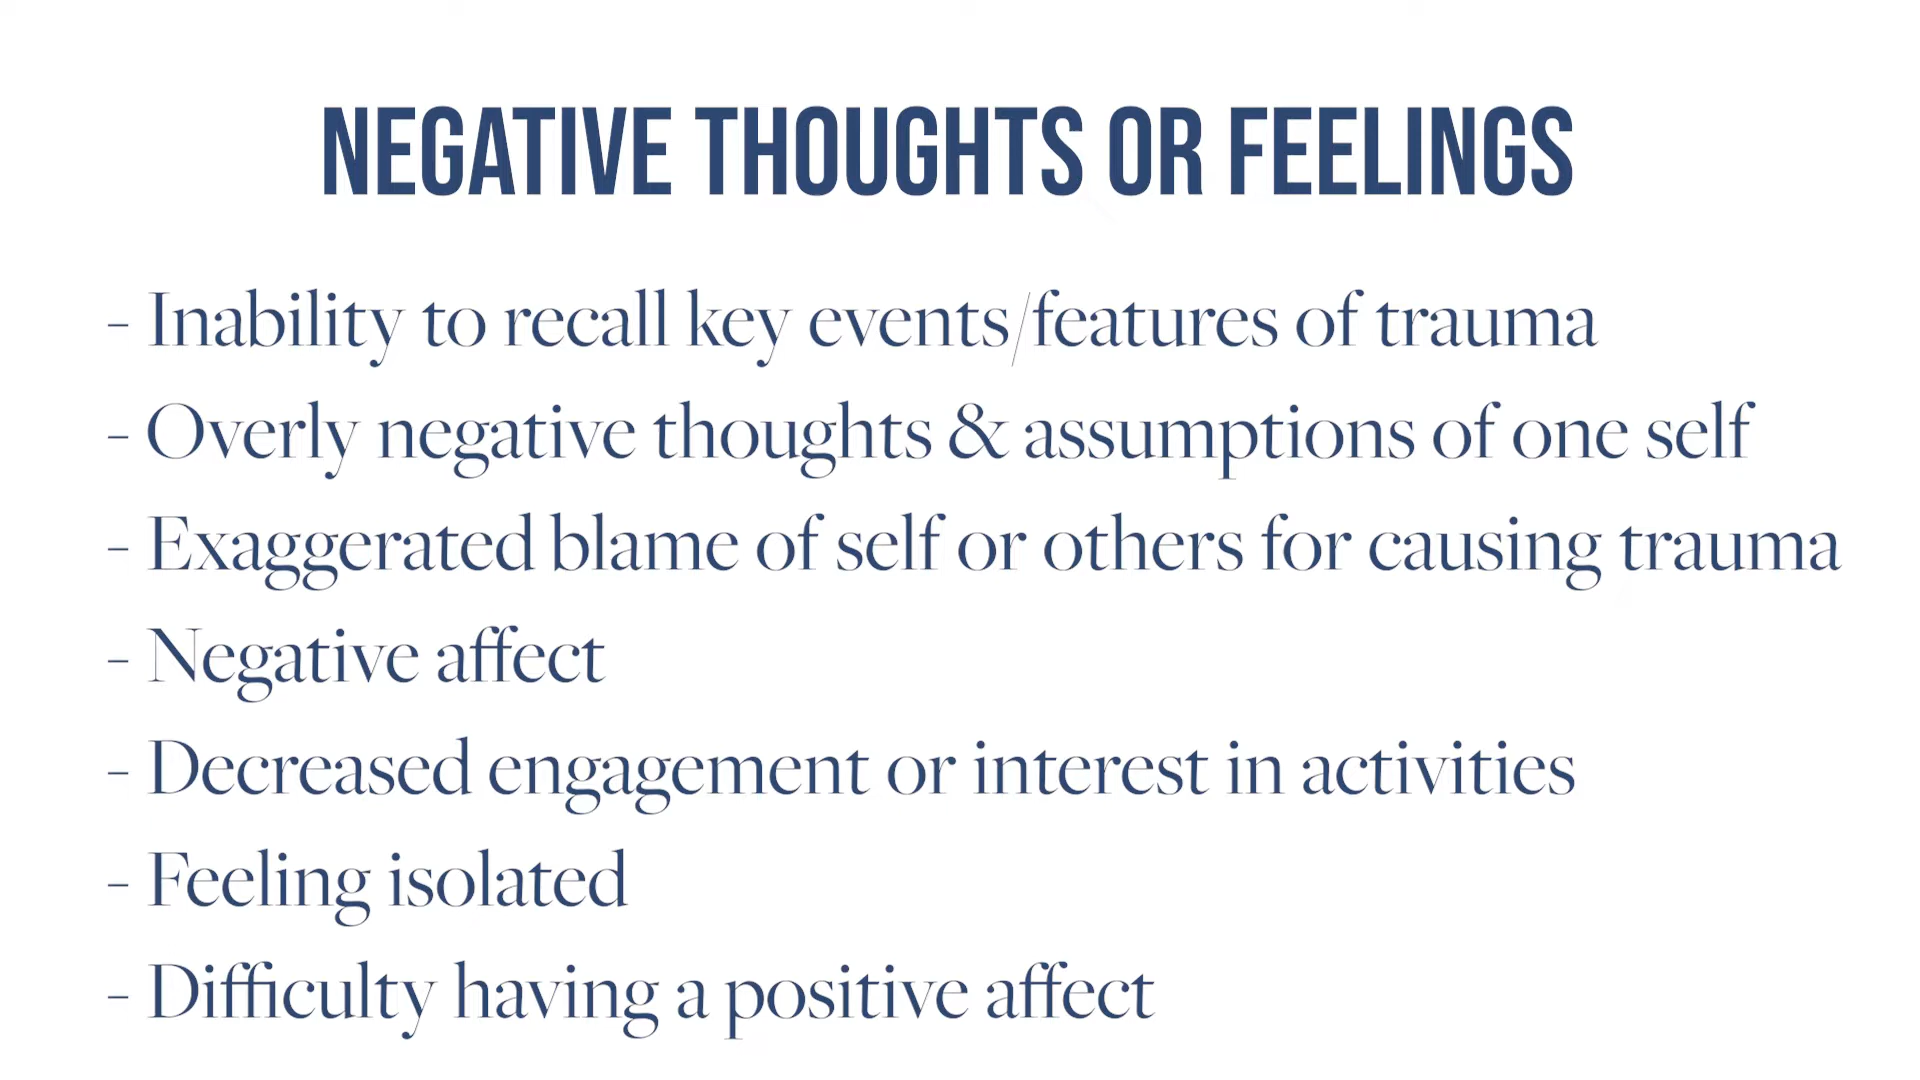 NEGATIVE THOUGHTS OR FEELINGS
- Inability to recall key events/features of trauma
- Overly negative thoughts & assumptions of one self
- Exaggerated blame of self or others for causing trauma
- Negative affect
- Decreased engagement or interest in activities
- Feeling isolated
- Difficulty having a positive affect